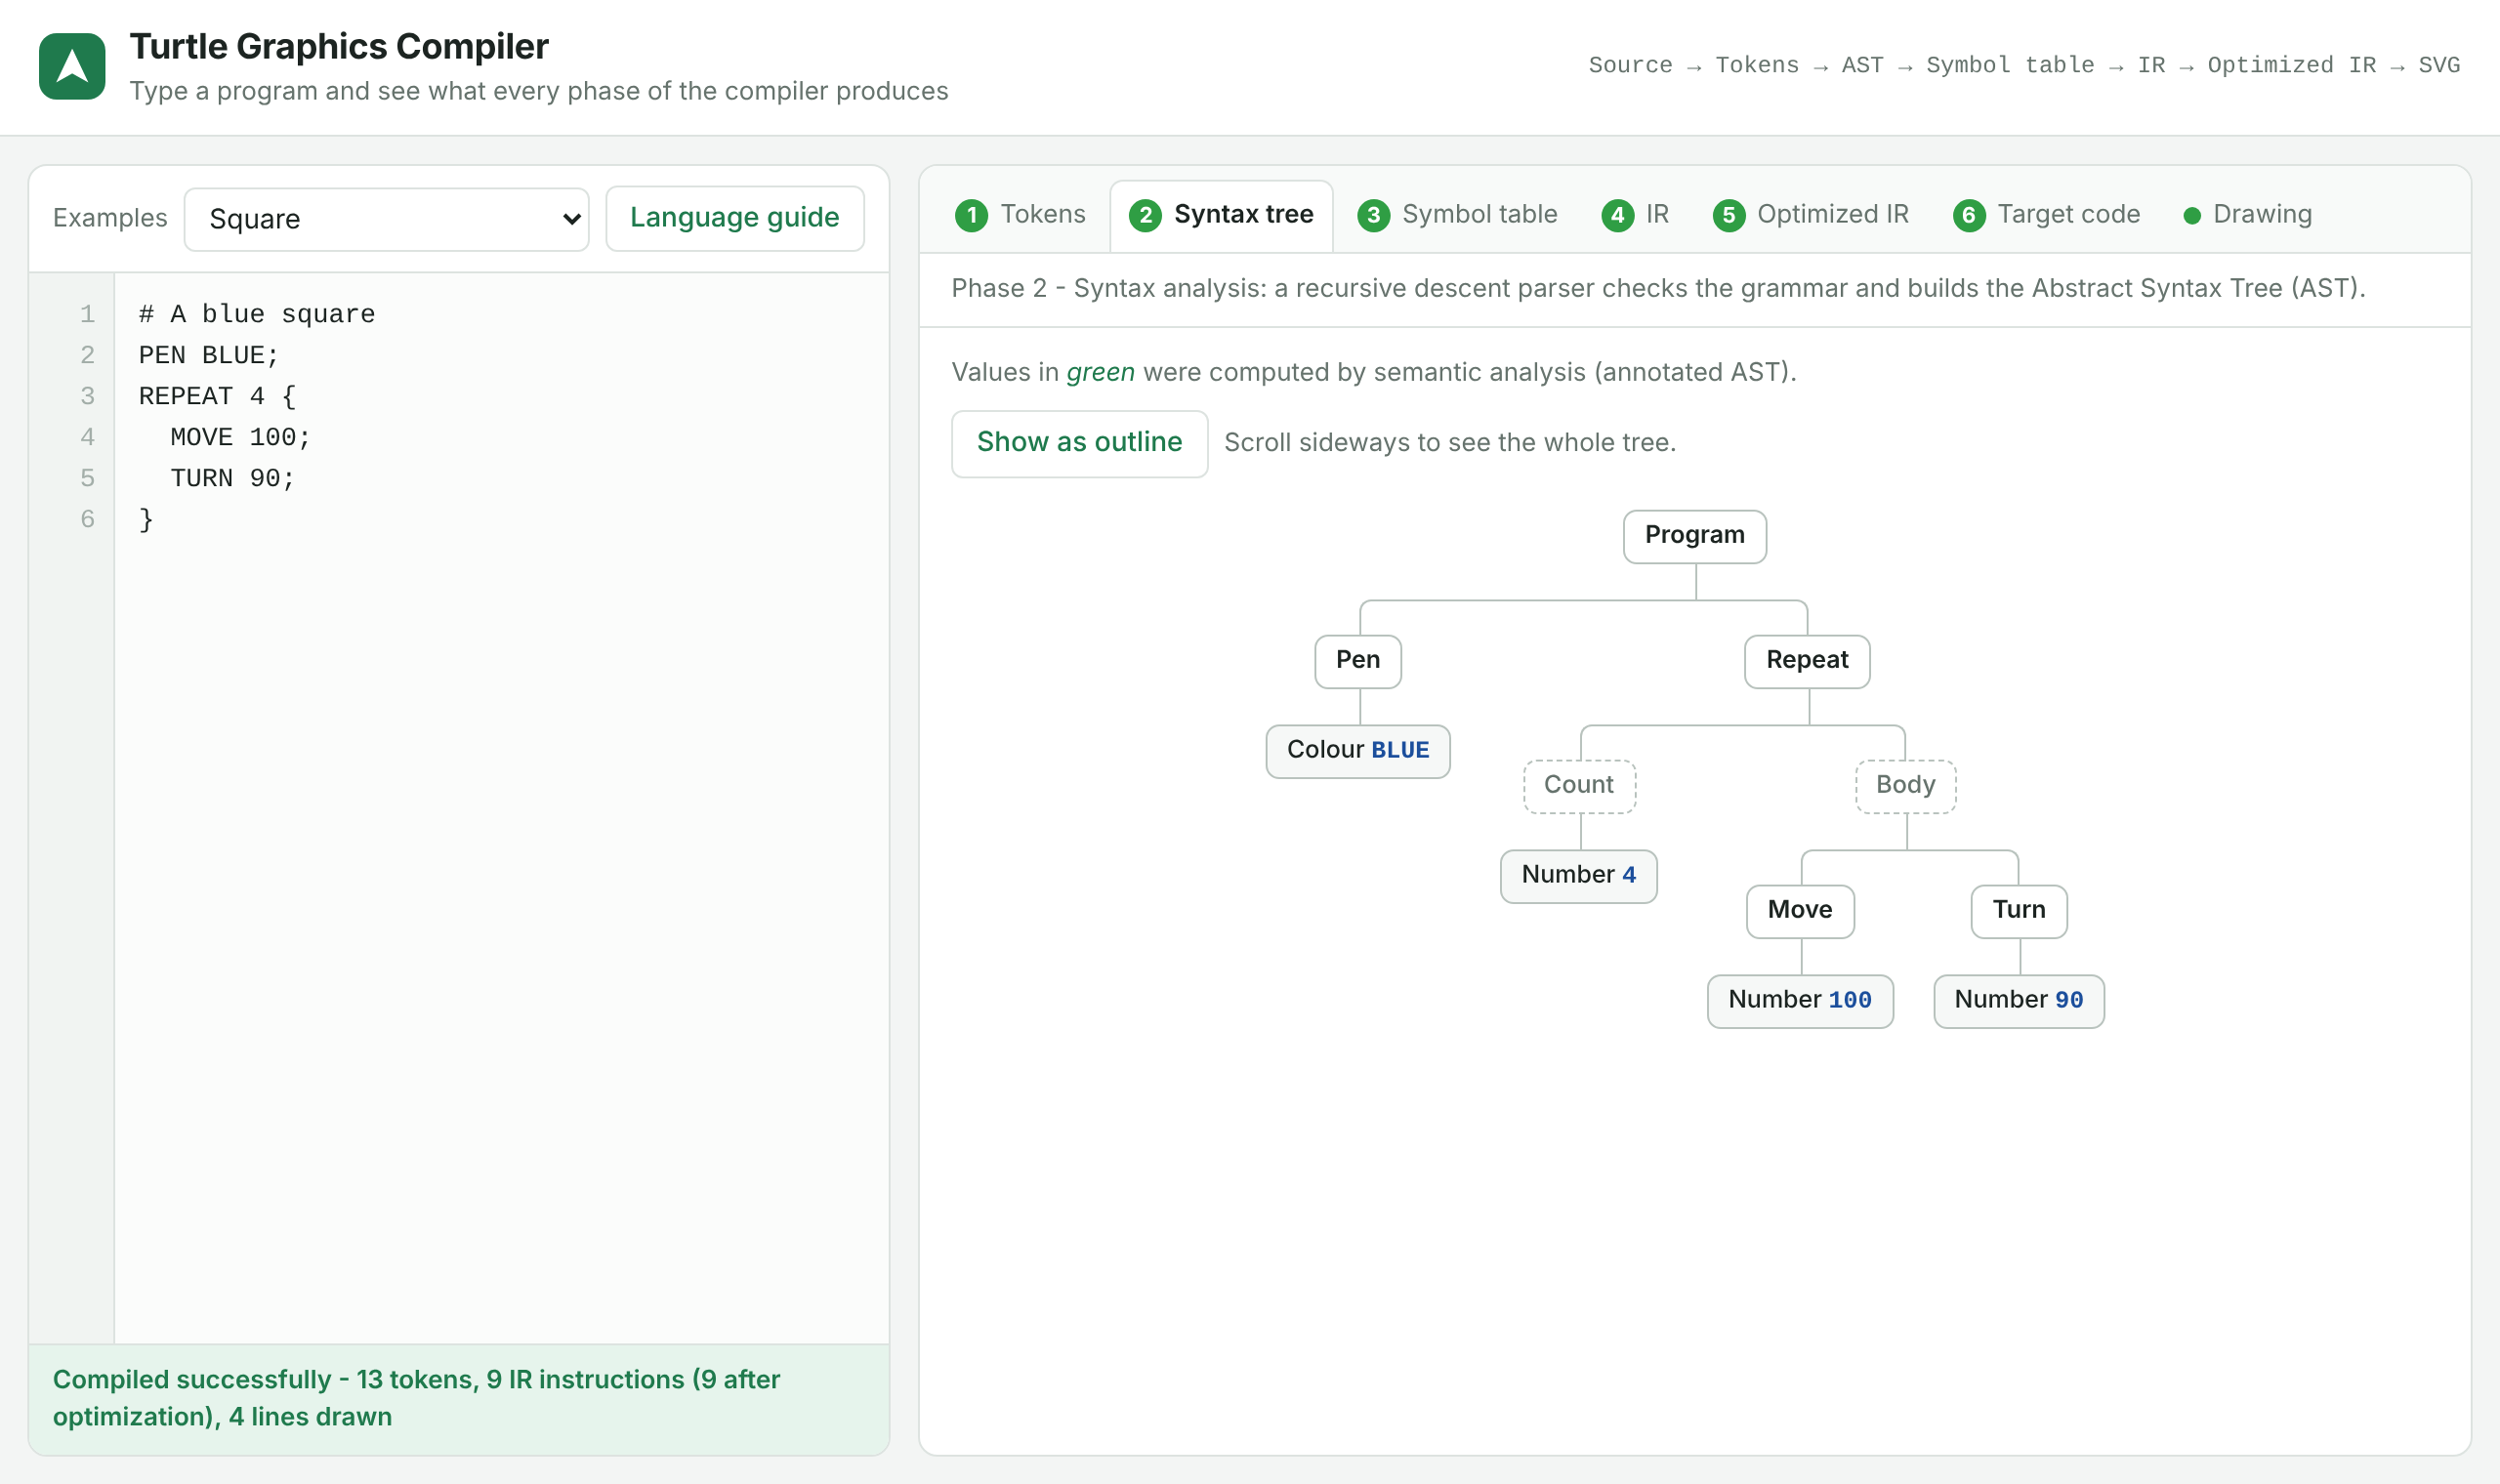 Turtle Graphics Compiler
Type a program and see what every phase of the compiler produces
Source → Tokens → AST → Symbol table → IR → Optimized IR → SVG
Examples Square Language guide
1 # A blue square
2 PEN BLUE;
3 REPEAT 4 {
4   MOVE 100;
5   TURN 90;
6 }
Compiled successfully - 13 tokens, 9 IR instructions (9 after
optimization), 4 lines drawn
1 Tokens 2 Syntax tree 3 Symbol table 4 IR 5 Optimized IR 6 Target code Drawing
Phase 2 - Syntax analysis: a recursive descent parser checks the grammar and builds the Abstract Syntax Tree (AST).
Values in green were computed by semantic analysis (annotated AST).
Show as outline Scroll sideways to see the whole tree.
Program
Pen Repeat
Colour BLUE
Count Body
Number 4
Move Turn
Number 100 Number 90